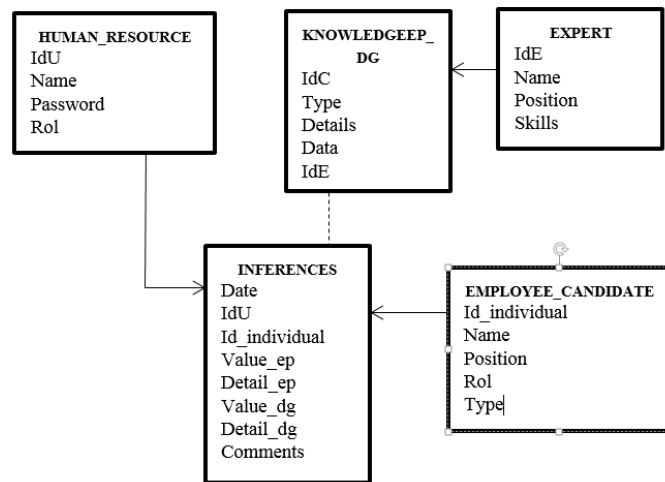 HUMAN_RESOURCE
IdU
Name
Password
Rol
KNOWLEDGEEP_
DG
IdC
Type
Details
Data
IdE
EXPERT
IdE
Name
Position
Skills
INFERENCES
Date
IdU
Id_individual
Value_ep
Detail_ep
Value_dg
Detail_dg
Comments
EMPLOYEE_CANDIDATE
Id_individual
Name
Position
Rol
Type